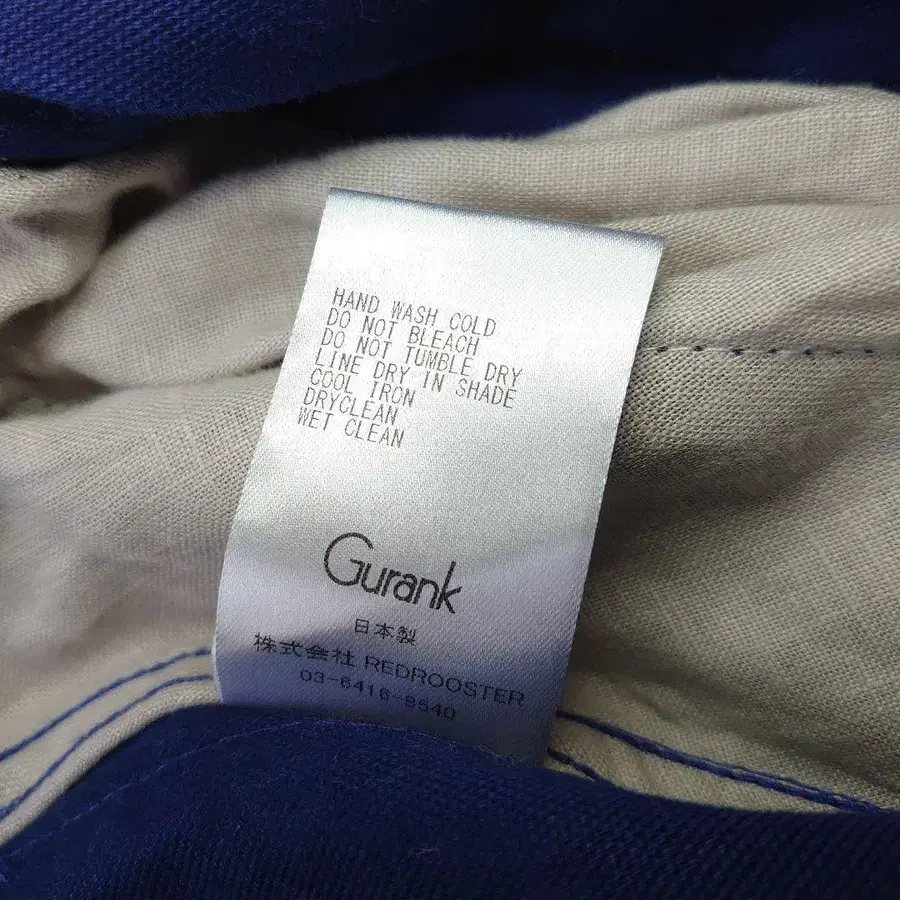 HAND WASH COLD
DO NOT BLEACH
DO NOT TUMBLE DRY
LINE DRY IN SHADE
COOL IRON
DRYCLEAN
WET CLEAN
Gurank
日本製
株式会社 REDROOSTER
03-6416-9540